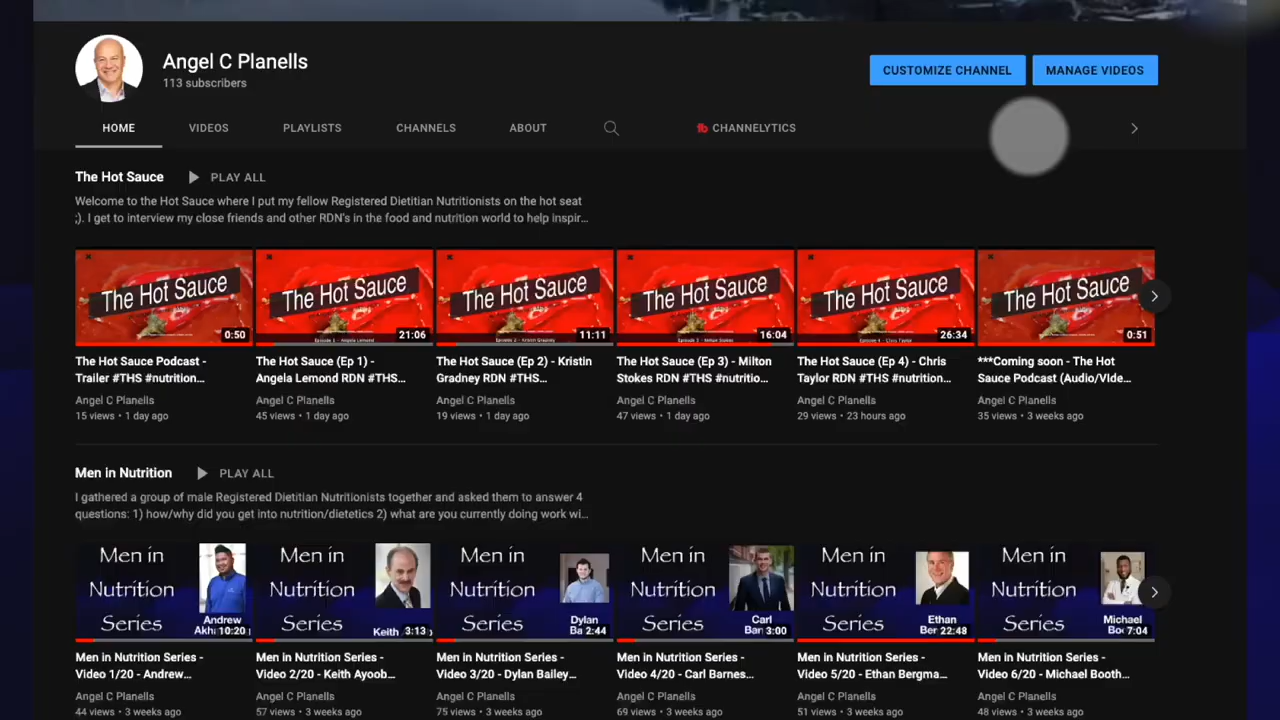 Angel C Planells
113 subscribers
CUSTOMIZE CHANNEL
MANAGE VIDEOS
HOME
VIDEOS
PLAYLISTS
CHANNELS
ABOUT
CHANNELYTICS
The Hot Sauce
PLAY ALL
Welcome to the Hot Sauce where I put my fellow Registered Dietitian Nutritionists on the hot seat
;). I get to interview my close friends and other RDN's in the food and nutrition world to help inspir...
The Hot Sauce
0:50
The Hot Sauce
Episode 1 - Angela Lemond
21:06
The Hot Sauce
Episode 2 - Kristin Gradney
11:11
The Hot Sauce
Episode 3 - Milton Stokes
16:04
The Hot Sauce
Episode 4 - Chris Taylor
26:34
The Hot Sauce
0:51
The Hot Sauce Podcast -
Trailer #THS #nutrition...
Angel C Planells
15 views • 1 day ago
The Hot Sauce (Ep 1) -
Angela Lemond RDN #THS...
Angel C Planells
45 views • 1 day ago
The Hot Sauce (Ep 2) - Kristin
Gradney RDN #THS...
Angel C Planells
19 views • 1 day ago
The Hot Sauce (Ep 3) - Milton
Stokes RDN #THS #nutritio...
Angel C Planells
47 views • 1 day ago
The Hot Sauce (Ep 4) - Chris
Taylor RDN #THS #nutrition...
Angel C Planells
29 views • 23 hours ago
***Coming soon - The Hot
Sauce Podcast (Audio/VIde...
Angel C Planells
35 views • 3 weeks ago
Men in Nutrition
PLAY ALL
I gathered a group of male Registered Dietitian Nutritionists together and asked them to answer 4
questions: 1) how/why did you get into nutrition/dietetics 2) what are you currently doing work wi...
Men in
Nutrition
Series
Andrew
10:20
Men in
Nutrition
Series
Keith
3:13
Men in
Nutrition
Series
Dylan
2:44
Men in
Nutrition
Series
Carl
3:00
Men in
Nutrition
Series
Ethan
22:48
Men in
Nutrition
Series
Michael
7:04
Men in Nutrition Series -
Video 1/20 - Andrew...
Angel C Planells
44 views • 3 weeks ago
Men in Nutrition Series -
Video 2/20 - Keith Ayoob...
Angel C Planells
57 views • 3 weeks ago
Men in Nutrition Series -
Video 3/20 - Dylan Bailey...
Angel C Planells
75 views • 3 weeks ago
Men in Nutrition Series -
Video 4/20 - Carl Barnes...
Angel C Planells
69 views • 3 weeks ago
Men in Nutrition Series -
Video 5/20 - Ethan Bergma...
Angel C Planells
51 views • 3 weeks ago
Men in Nutrition Series -
Video 6/20 - Michael Booth...
Angel C Planells
48 views • 3 weeks ago